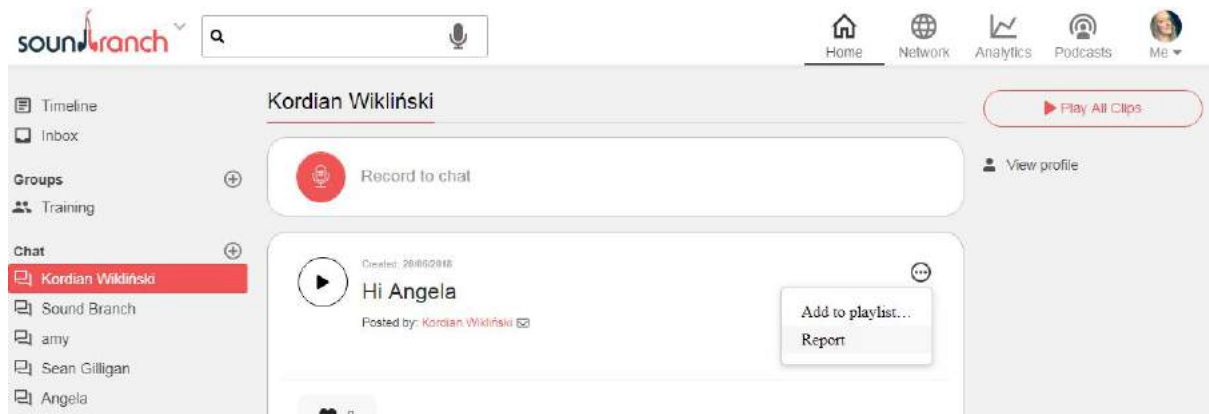 soundbranch
Home
Network
Analytics
Podcasts
Me
Timeline
Inbox
Groups
Training
Chat
Kordian Wikliński
Sound Branch
amy
Sean Gilligan
Angela
Kordian Wikliński
Record to chat
Created: 28/06/2018
Hi Angela
Posted by: Kordian Wikliński
Add to playlist...
Report
Play All Clips
View profile